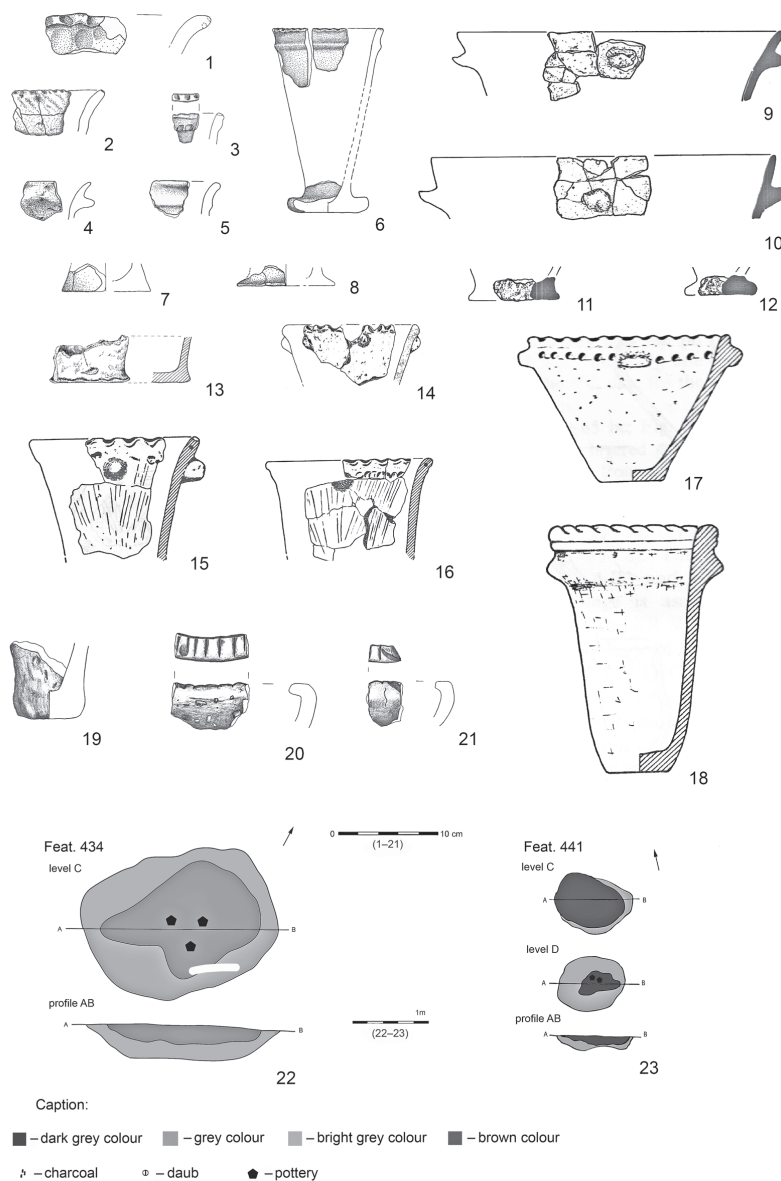 1
2
3
4
5
6
7
8
9
10
11
12
13
14
15
16
17
18
19
20
21
Feat. 434
level C
A
B
profile AB
A
B
22
0 10 cm
(1–21)
1m
(22–23)
Feat. 441
level C
A
B
level D
A
B
profile AB
A
B
23
Caption:
– dark grey colour – grey colour – bright grey colour – brown colour
– charcoal – daub – pottery